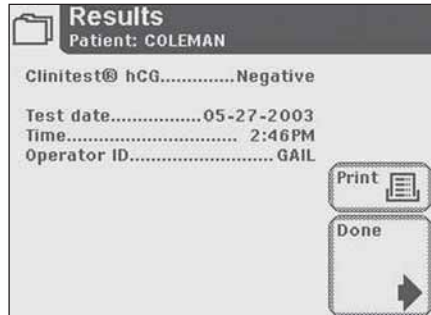 Results
Patient: COLEMAN
Clinitest® hCG..............Negative
Test date.................05-27-2003
Time................................ 2:46PM
Operator ID........................... GAIL
Print
Done